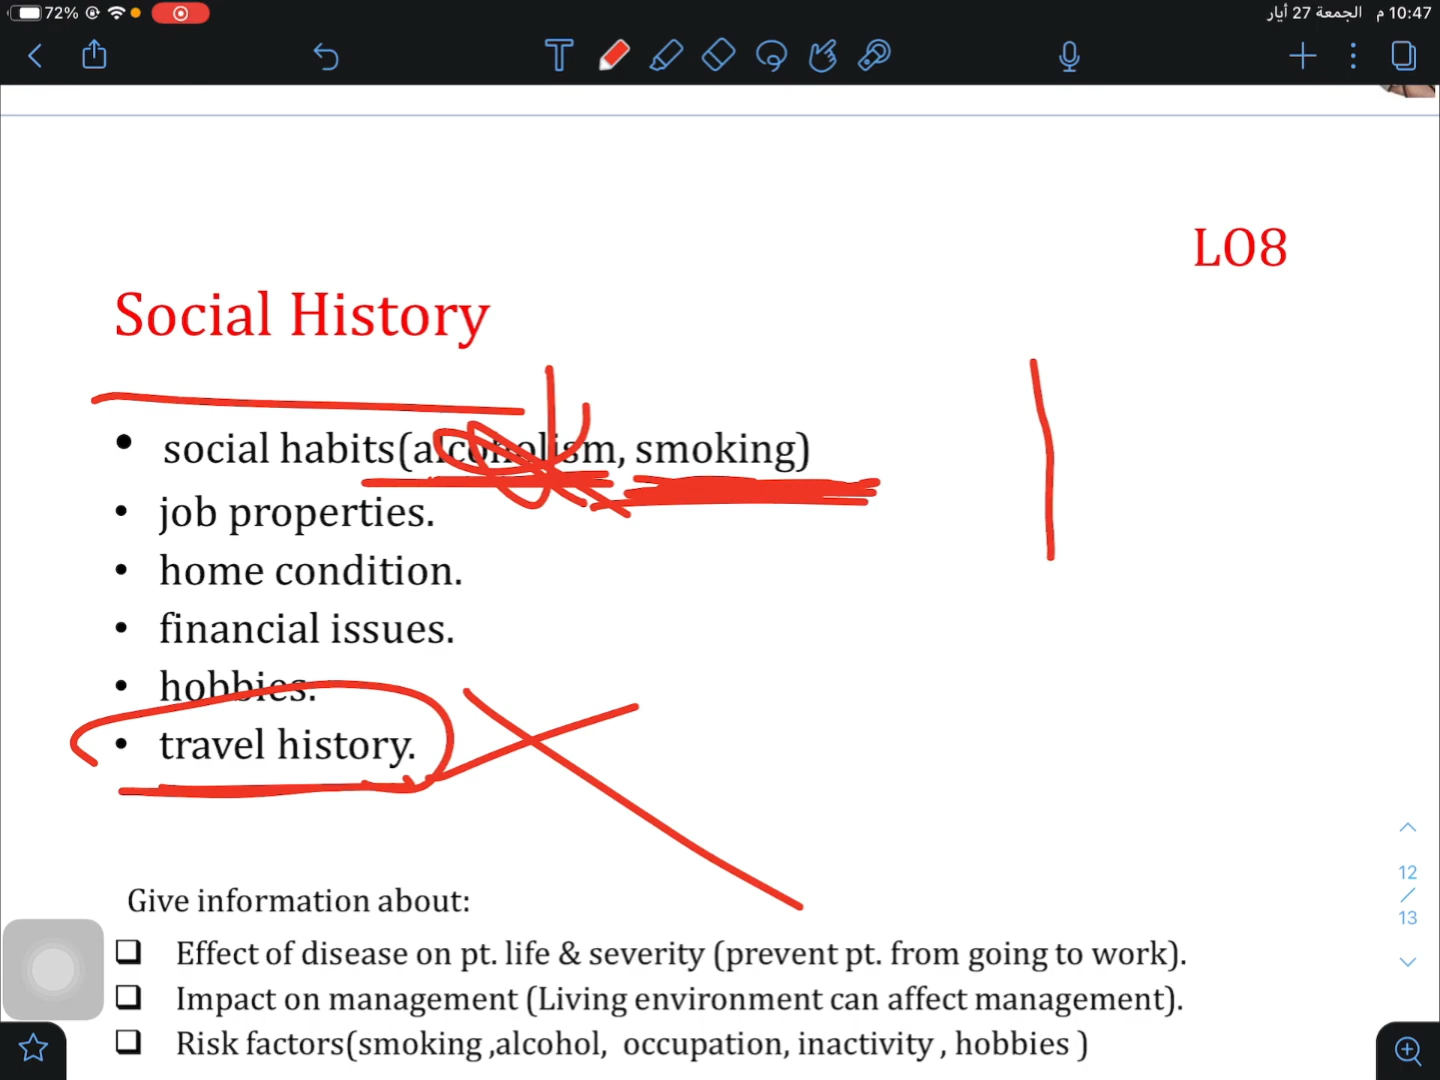 72%
10:47 م الجمعة 27 أيار
LO8
Social History
• social habits(alcoholism, smoking)
• job properties.
• home condition.
• financial issues.
• hobbies.
• travel history.
12
/
13
Give information about:
❑ Effect of disease on pt. life & severity (prevent pt. from going to work).
❑ Impact on management (Living environment can affect management).
❑ Risk factors(smoking ,alcohol, occupation, inactivity , hobbies )